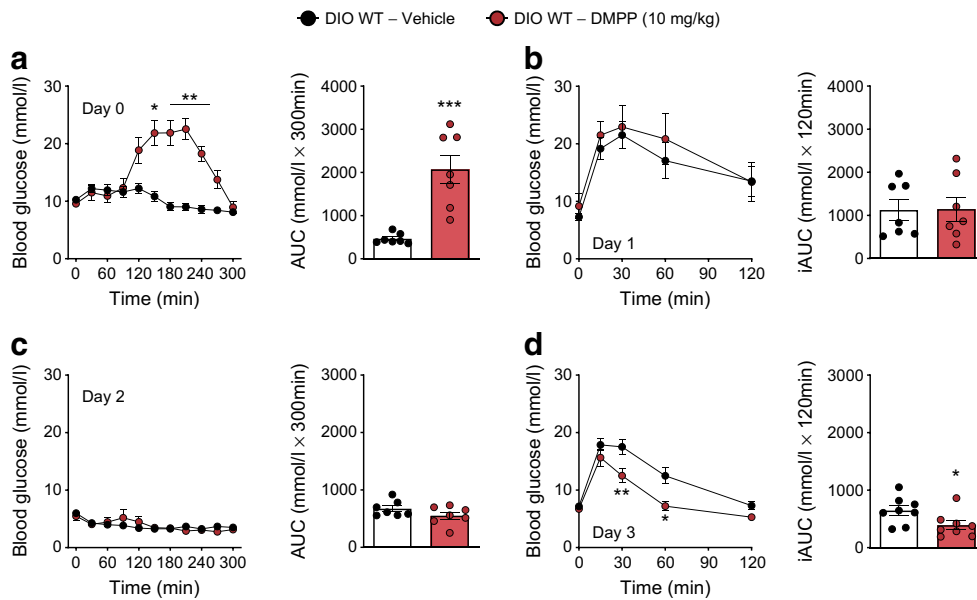 DIO WT – Vehicle DIO WT – DMPP (10 mg/kg)
a
Blood glucose (mmol/l)
30
20
10
0
Day 0
*
**
0 60 120 180 240 300
Time (min)
AUC (mmol/l × 300min)
4000
3000
2000
1000
0
***
b
Blood glucose (mmol/l)
30
20
10
0
Day 1
0 30 60 90 120
Time (min)
iAUC (mmol/l × 120min)
4000
3000
2000
1000
0
c
Blood glucose (mmol/l)
30
20
10
0
Day 2
0 60 120 180 240 300
Time (min)
AUC (mmol/l × 300min)
3000
2000
1000
0
d
Blood glucose (mmol/l)
30
20
10
0
**
*
Day 3
0 30 60 90 120
Time (min)
iAUC (mmol/l × 120min)
3000
2000
1000
0
*